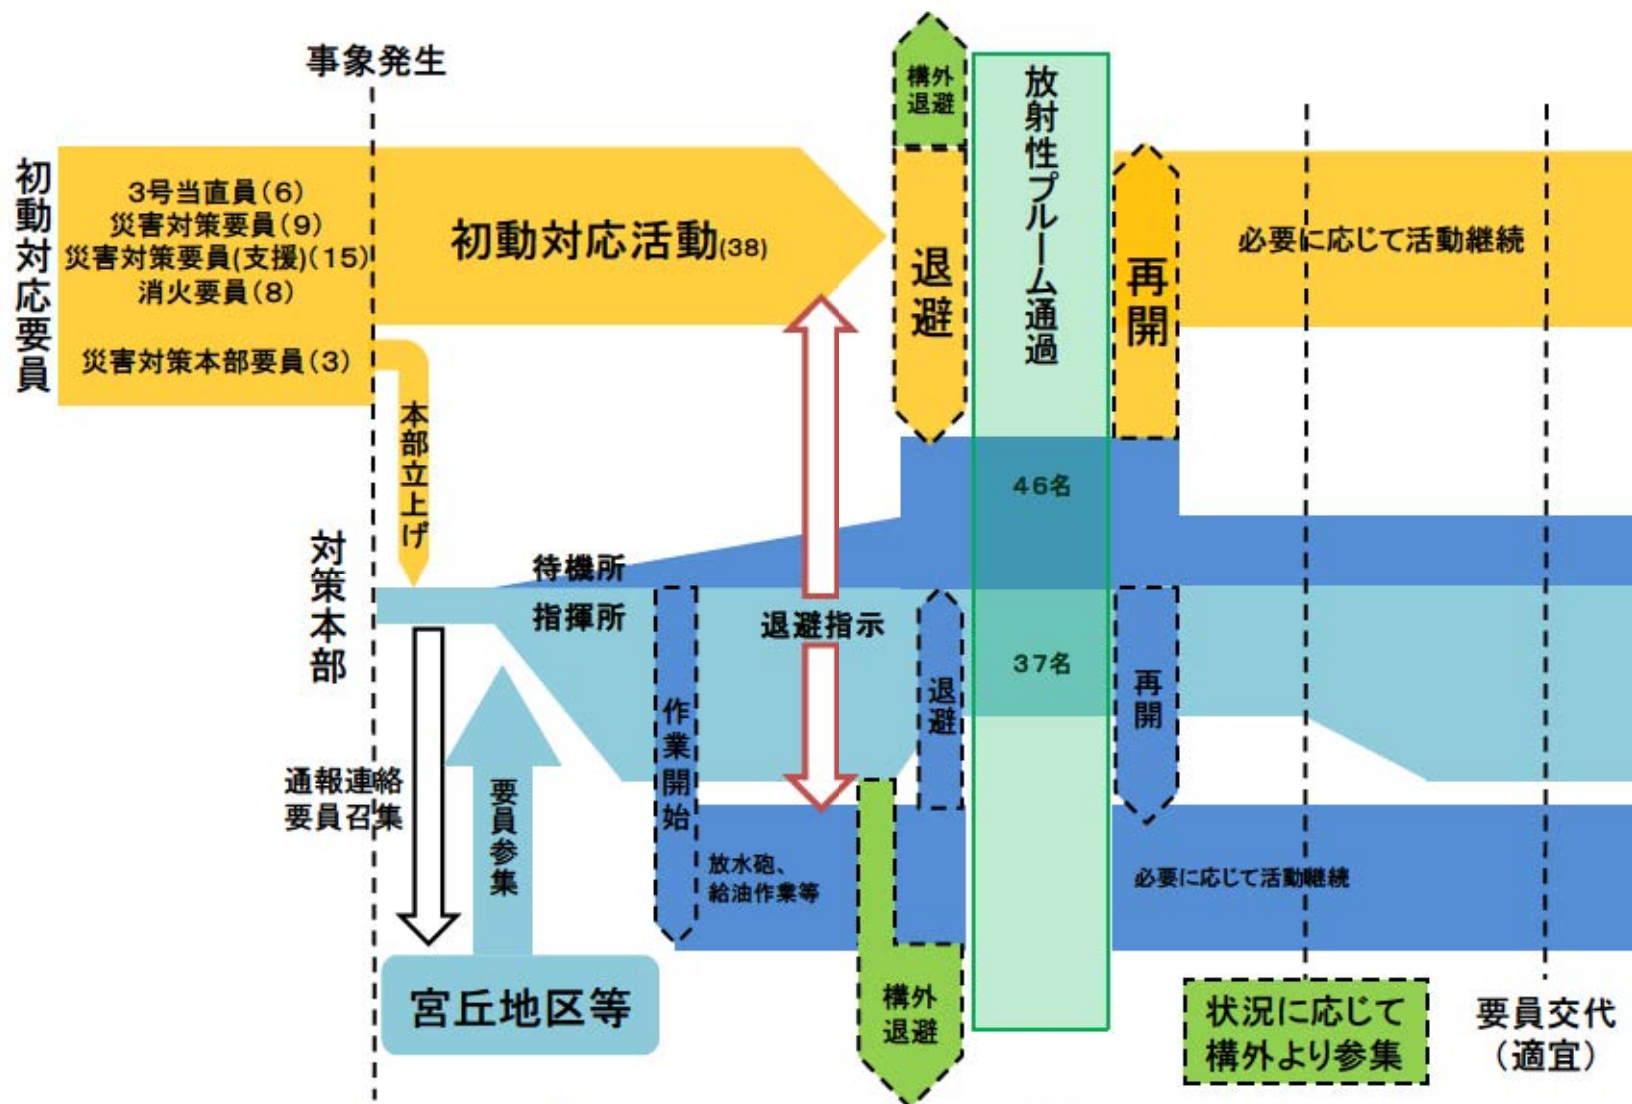 事象発生
初動対応要員
3号当直員(6)
災害対策要員(9)
災害対策要員(支援)(15)
消火要員(8)
災害対策本部要員(3)
初動対応活動(38)
本部立上げ
構外
退避
退避
放射性プルーム通過
再開
必要に応じて活動継続
対策本部
待機所
指揮所
退避指示
46名
37名
退避
再開
作業開始
通報連絡
要員召集
要員参集
放水砲、
給油作業等
必要に応じて活動継続
宮丘地区等
構外
退避
状況に応じて
構外より参集
要員交代
(適宜)